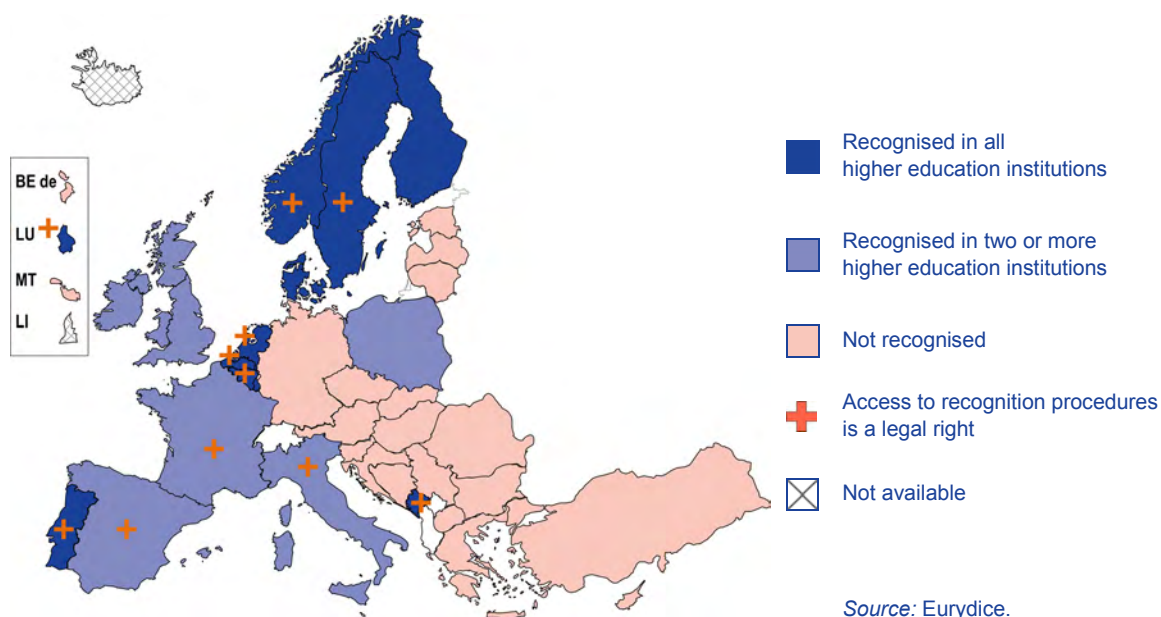 BE de
LU
MT
LI
Recognised in all
higher education institutions
Recognised in two or more
higher education institutions
Not recognised
Access to recognition procedures
is a legal right
Not available
Source: Eurydice.